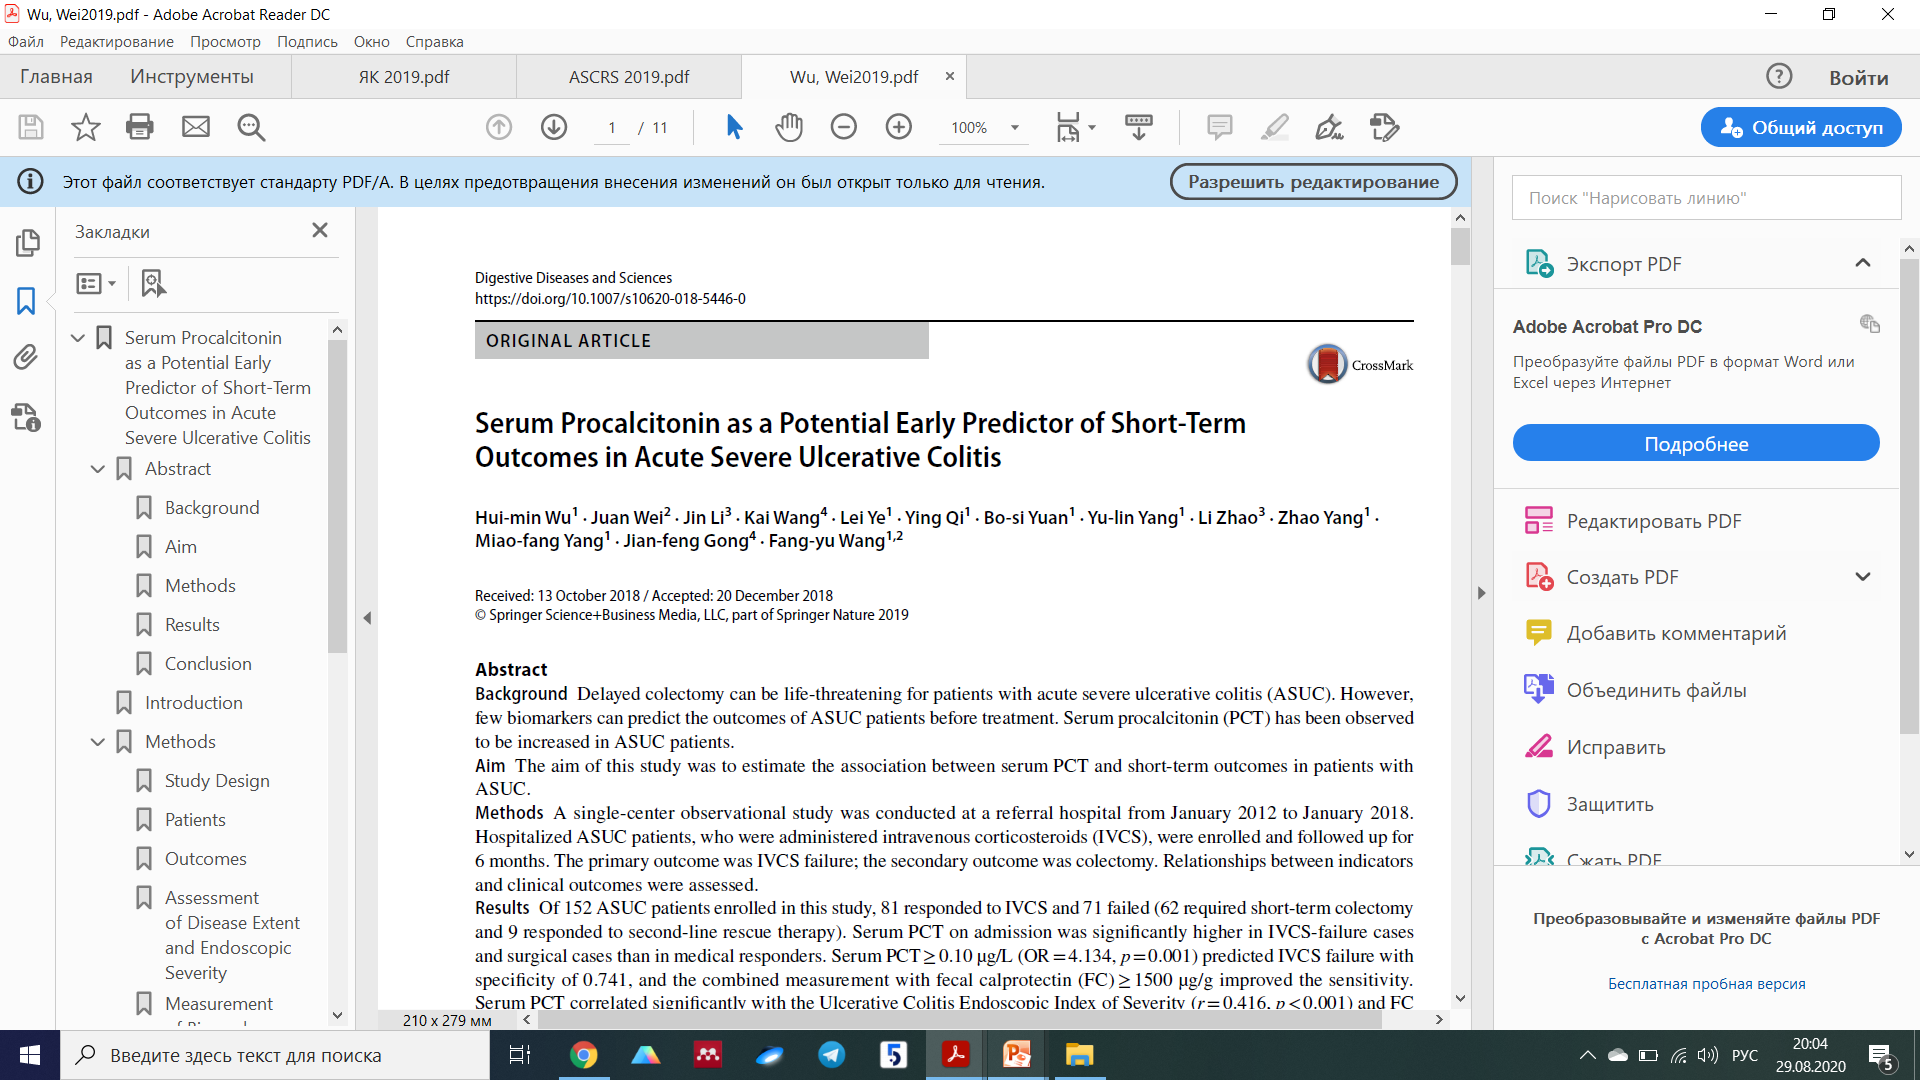 Wu, Wei2019.pdf - Adobe Acrobat Reader DC
Файл Редактирование Просмотр Подпись Окно Справка
Главная Инструменты ЯК 2019.pdf ASCRS 2019.pdf Wu, Wei2019.pdf Войти
1 / 11 100% Общий доступ
Этот файл соответствует стандарту PDF/A. В целях предотвращения внесения изменений он был открыт только для чтения. Разрешить редактирование
Закладки
Serum Procalcitonin
as a Potential Early
Predictor of Short-Term
Outcomes in Acute
Severe Ulcerative Colitis
Abstract
Background
Aim
Methods
Results
Conclusion
Introduction
Methods
Study Design
Patients
Outcomes
Assessment
of Disease Extent
and Endoscopic
Severity
Measurement
Digestive Diseases and Sciences
https://doi.org/10.1007/s10620-018-5446-0
ORIGINAL ARTICLE
CrossMark
Serum Procalcitonin as a Potential Early Predictor of Short-Term
Outcomes in Acute Severe Ulcerative Colitis
Hui-min Wu1 · Juan Wei2 · Jin Li3 · Kai Wang4 · Lei Ye1 · Ying Qi1 · Bo-si Yuan1 · Yu-lin Yang1 · Li Zhao3 · Zhao Yang1 ·
Miao-fang Yang1 · Jian-feng Gong4 · Fang-yu Wang1,2
Received: 13 October 2018 / Accepted: 20 December 2018
© Springer Science+Business Media, LLC, part of Springer Nature 2019
Abstract
Background Delayed colectomy can be life-threatening for patients with acute severe ulcerative colitis (ASUC). However,
few biomarkers can predict the outcomes of ASUC patients before treatment. Serum procalcitonin (PCT) has been observed
to be increased in ASUC patients.
Aim The aim of this study was to estimate the association between serum PCT and short-term outcomes in patients with
ASUC.
Methods A single-center observational study was conducted at a referral hospital from January 2012 to January 2018.
Hospitalized ASUC patients, who were administered intravenous corticosteroids (IVCS), were enrolled and followed up for
6 months. The primary outcome was IVCS failure; the secondary outcome was colectomy. Relationships between indicators
and clinical outcomes were assessed.
Results Of 152 ASUC patients enrolled in this study, 81 responded to IVCS and 71 failed (62 required short-term colectomy
and 9 responded to second-line rescue therapy). Serum PCT on admission was significantly higher in IVCS-failure cases
and surgical cases than in medical responders. Serum PCT ≥ 0.10 µg/L (OR = 4.134, p = 0.001) predicted IVCS failure with
specificity of 0.741, and the combined measurement with fecal calprotectin (FC) ≥ 1500 µg/g improved the sensitivity.
Serum PCT correlated significantly with the Ulcerative Colitis Endoscopic Index of Severity (r = 0.416, p < 0.001) and FC
210 x 279 мм
Поиск "Нарисовать линию"
Экспорт PDF
Adobe Acrobat Pro DC
Преобразуйте файлы PDF в формат Word или
Excel через Интернет
Подробнее
Редактировать PDF
Создать PDF
Добавить комментарий
Объединить файлы
Исправить
Защитить
Сжать PDF
Преобразовывайте и изменяйте файлы PDF
с Acrobat Pro DC
Бесплатная пробная версия
Введите здесь текст для поиска
РУС
20:04
29.08.2020
5